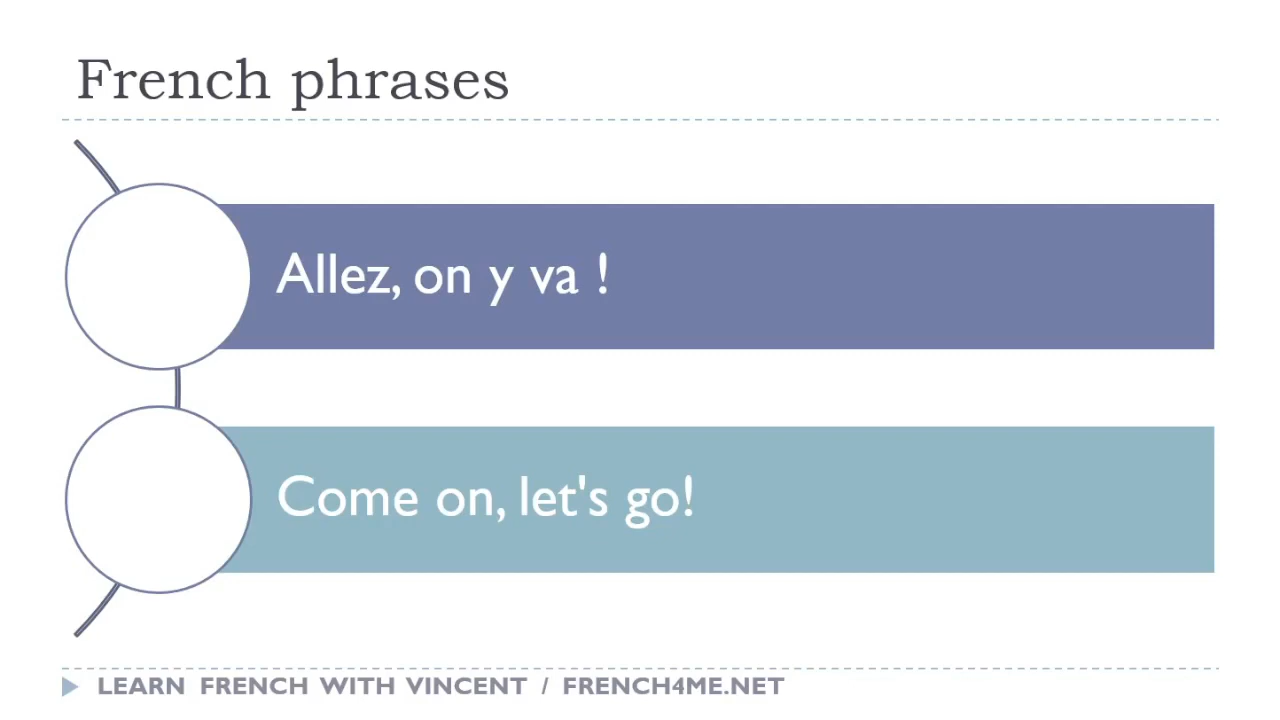 French phrases
Allez, on y va !
Come on, let's go!
LEARN FRENCH WITH VINCENT / FRENCH4ME.NET